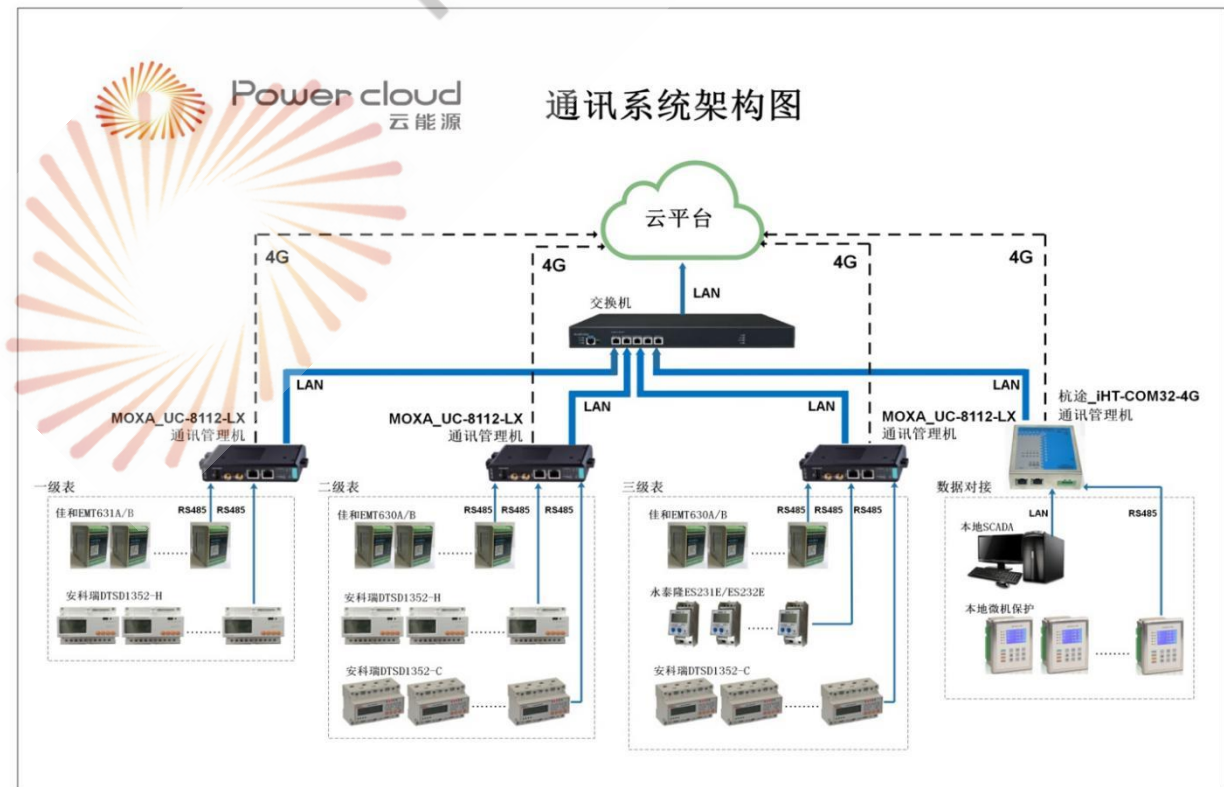 Power cloud
云能源
通讯系统架构图
云平台
4G
4G
4G
4G
LAN
交换机
LAN
LAN
LAN
LAN
MOXA_UC-8112-LX
通讯管理机
MOXA_UC-8112-LX
通讯管理机
MOXA_UC-8112-LX
通讯管理机
杭途_iHT-COM32-4G
通讯管理机
一级表
RS485
RS485
佳和EMT631A/B
安科瑞DTSD1352-H
二级表
RS485
RS485
RS485
佳和EMT630A/B
安科瑞DTSD1352-H
安科瑞DTSD1352-C
三级表
RS485
RS485
RS485
佳和EMT630A/B
永泰隆ES231E/ES232E
安科瑞DTSD1352-C
数据对接
LAN
RS485
本地SCADA
本地微机保护